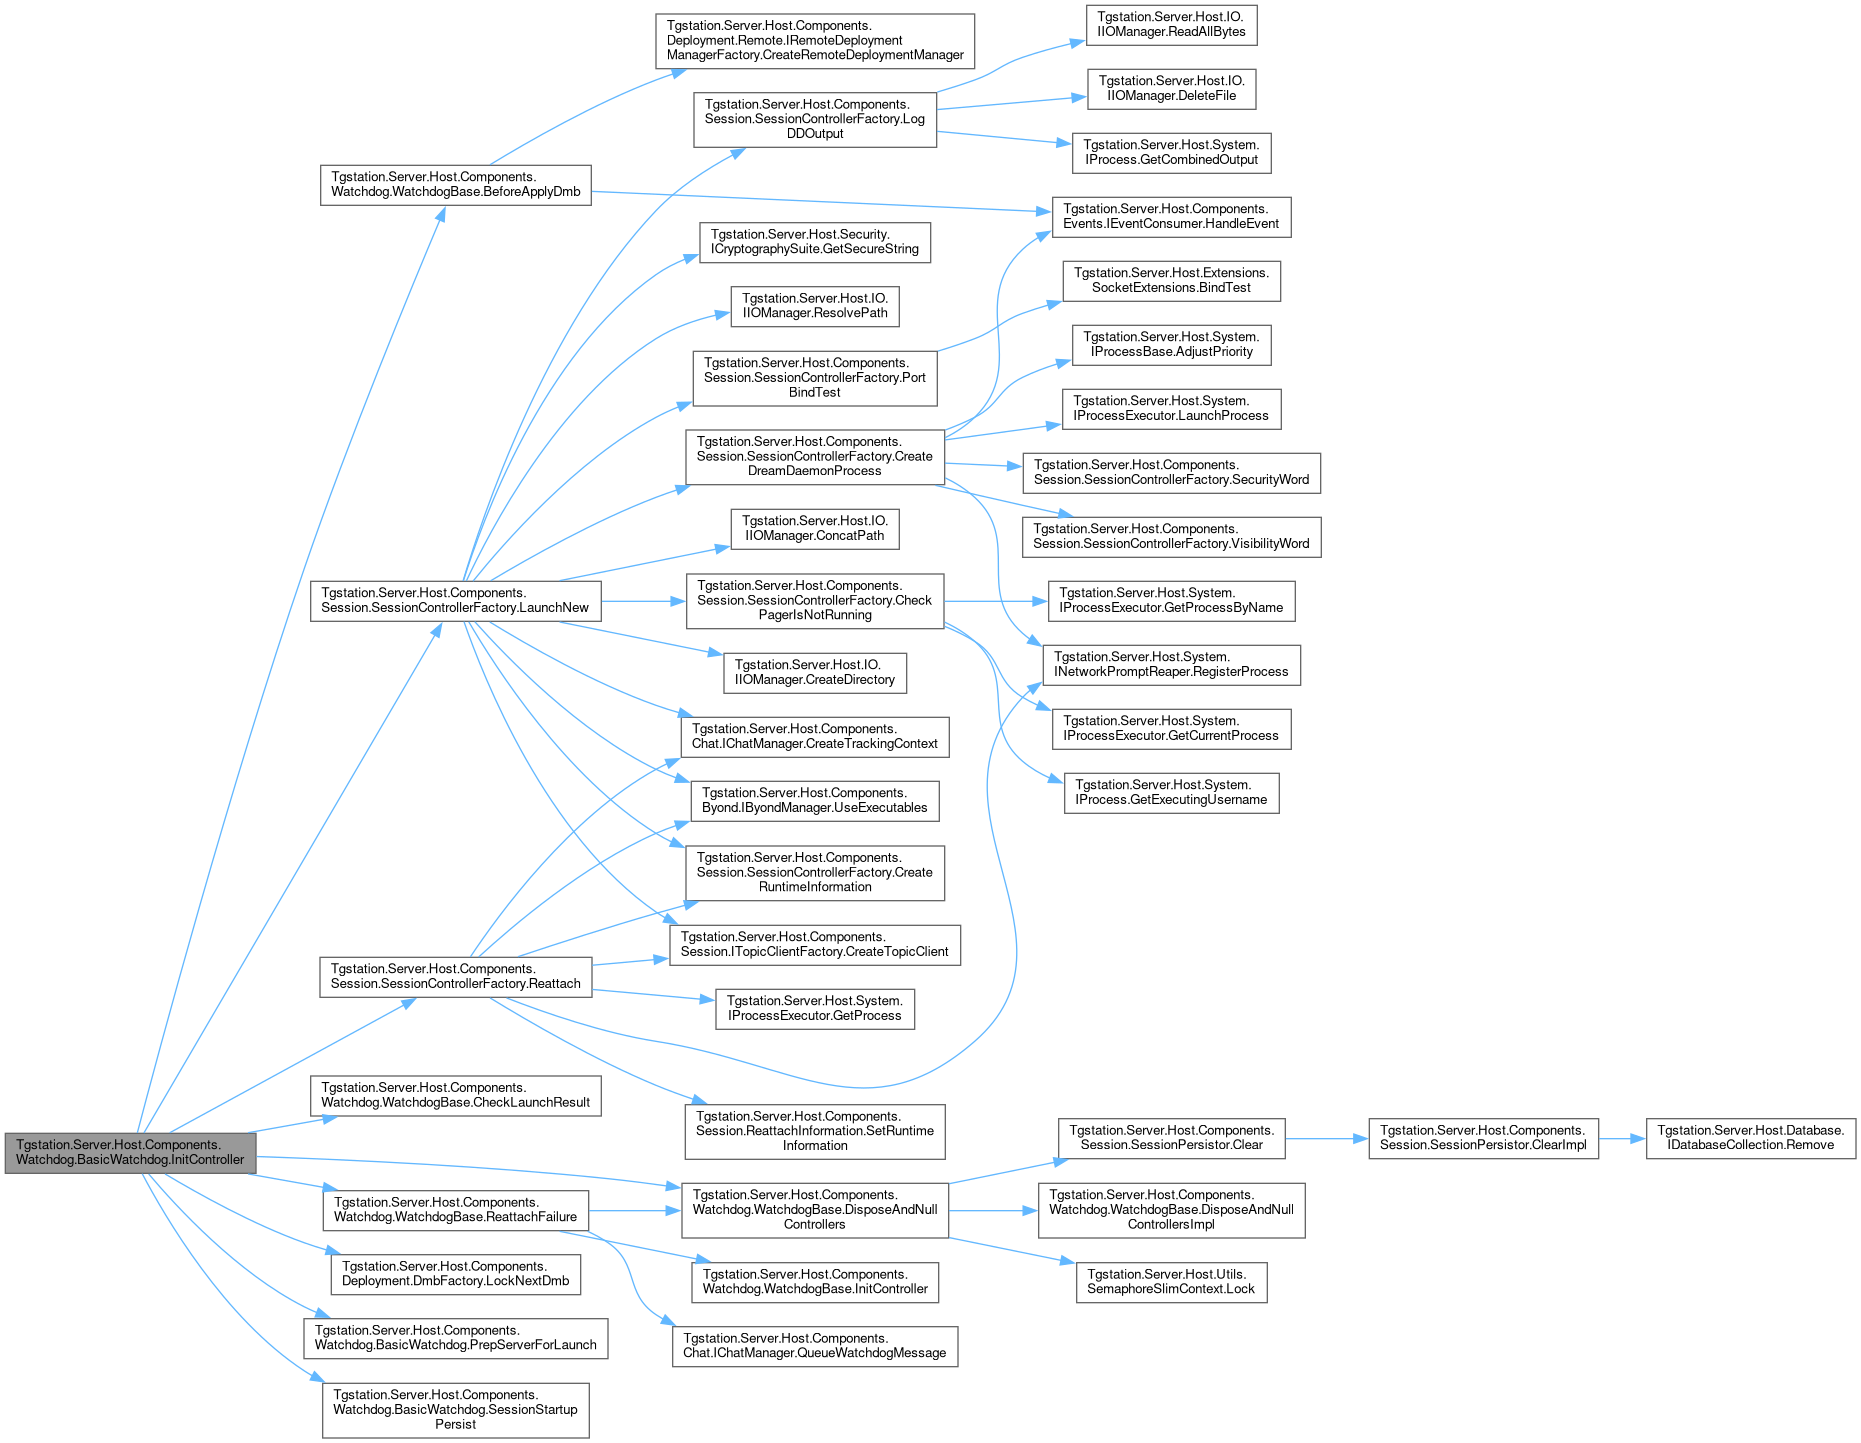 Tgstation.Server.Host.Components.
Watchdog.BasicWatchdog.InitController
Tgstation.Server.Host.Components.
Watchdog.WatchdogBase.BeforeApplyDmb
Tgstation.Server.Host.Components.
Session.SessionControllerFactory.LaunchNew
Tgstation.Server.Host.Components.
Session.SessionControllerFactory.Reattach
Tgstation.Server.Host.Components.
Watchdog.WatchdogBase.CheckLaunchResult
Tgstation.Server.Host.Components.
Watchdog.WatchdogBase.ReattachFailure
Tgstation.Server.Host.Components.
Deployment.DmbFactory.LockNextDmb
Tgstation.Server.Host.Components.
Watchdog.BasicWatchdog.PrepServerForLaunch
Tgstation.Server.Host.Components.
Watchdog.BasicWatchdog.SessionStartup
Persist
Tgstation.Server.Host.Components.
Deployment.Remote.IRemoteDeployment
ManagerFactory.CreateRemoteDeploymentManager
Tgstation.Server.Host.Components.
Session.SessionControllerFactory.Log
DDOutput
Tgstation.Server.Host.Security.
ICryptographySuite.GetSecureString
Tgstation.Server.Host.IO.
IIOManager.ResolvePath
Tgstation.Server.Host.Components.
Session.SessionControllerFactory.Port
BindTest
Tgstation.Server.Host.Components.
Session.SessionControllerFactory.Create
DreamDaemonProcess
Tgstation.Server.Host.IO.
IIOManager.ConcatPath
Tgstation.Server.Host.Components.
Session.SessionControllerFactory.Check
PagerIsNotRunning
Tgstation.Server.Host.IO.
IIOManager.CreateDirectory
Tgstation.Server.Host.Components.
Chat.IChatManager.CreateTrackingContext
Tgstation.Server.Host.Components.
Byond.IByondManager.UseExecutables
Tgstation.Server.Host.Components.
Session.SessionControllerFactory.Create
RuntimeInformation
Tgstation.Server.Host.Components.
Session.ITopicClientFactory.CreateTopicClient
Tgstation.Server.Host.System.
IProcessExecutor.GetProcess
Tgstation.Server.Host.Components.
Session.ReattachInformation.SetRuntime
Information
Tgstation.Server.Host.Components.
Watchdog.WatchdogBase.DisposeAndNull
Controllers
Tgstation.Server.Host.Components.
Watchdog.WatchdogBase.InitController
Tgstation.Server.Host.Components.
Chat.IChatManager.QueueWatchdogMessage
Tgstation.Server.Host.IO.
IIOManager.ReadAllBytes
Tgstation.Server.Host.IO.
IIOManager.DeleteFile
Tgstation.Server.Host.System.
IProcess.GetCombinedOutput
Tgstation.Server.Host.Components.
Events.IEventConsumer.HandleEvent
Tgstation.Server.Host.Extensions.
SocketExtensions.BindTest
Tgstation.Server.Host.System.
IProcessBase.AdjustPriority
Tgstation.Server.Host.System.
IProcessExecutor.LaunchProcess
Tgstation.Server.Host.Components.
Session.SessionControllerFactory.SecurityWord
Tgstation.Server.Host.Components.
Session.SessionControllerFactory.VisibilityWord
Tgstation.Server.Host.System.
IProcessExecutor.GetProcessByName
Tgstation.Server.Host.System.
INetworkPromptReaper.RegisterProcess
Tgstation.Server.Host.System.
IProcessExecutor.GetCurrentProcess
Tgstation.Server.Host.System.
IProcess.GetExecutingUsername
Tgstation.Server.Host.Components.
Session.SessionPersistor.Clear
Tgstation.Server.Host.Components.
Watchdog.WatchdogBase.DisposeAndNull
ControllersImpl
Tgstation.Server.Host.Utils.
SemaphoreSlimContext.Lock
Tgstation.Server.Host.Components.
Session.SessionPersistor.ClearImpl
Tgstation.Server.Host.Database.
IDatabaseCollection.Remove